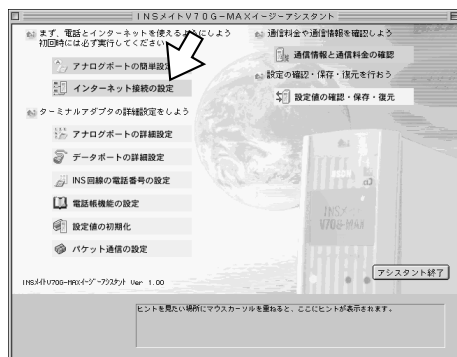 INSメイトV70G-MAXイージーアシスタント
まず、電話とインターネットを使えるようにしよう
初回時には必ず実行してください
アナログポートの簡単設定
インターネット接続の設定
ターミナルアダプタの詳細設定をしよう
アナログポートの詳細設定
データポートの詳細設定
INS回線の電話番号の設定
電話帳機能の設定
設定値の初期化
パケット通信の設定
INSメイトV70G-MAXイージーアシスタント Ver 1.00
通信料金や通信情報を確認しよう
通信情報と通信料金の確認
設定の確認・保存・復元を行おう
設定値の確認・保存・復元
INSメイト
V70G-MAX
アシスタント終了
ヒントを見たい場所にマウスカーソルを重ねると、ここにヒントが表示されます。